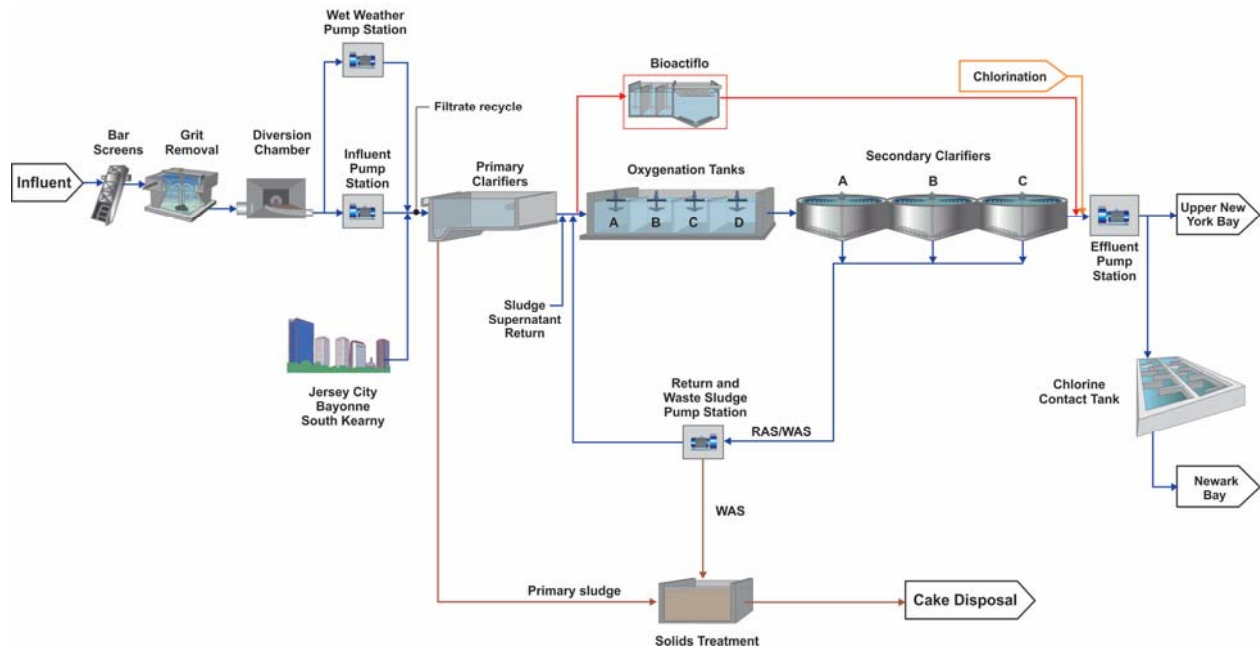 Wet Weather
Pump Station
Bioactiflo
Chlorination
Filtrate recycle
Bar
Screens
Grit
Removal
Diversion
Chamber
Influent
Pump
Station
Primary
Clarifiers
Oxygenation Tanks
Secondary Clarifiers
Influent
A
B
C
D
A
B
C
Upper New
York Bay
Effluent
Pump
Station
Sludge
Supernatant
Return
Jersey City
Bayonne
South Kearny
Return and
Waste Sludge
Pump Station
RAS/WAS
Chlorine
Contact Tank
Newark
Bay
WAS
Primary sludge
Cake Disposal
Solids Treatment